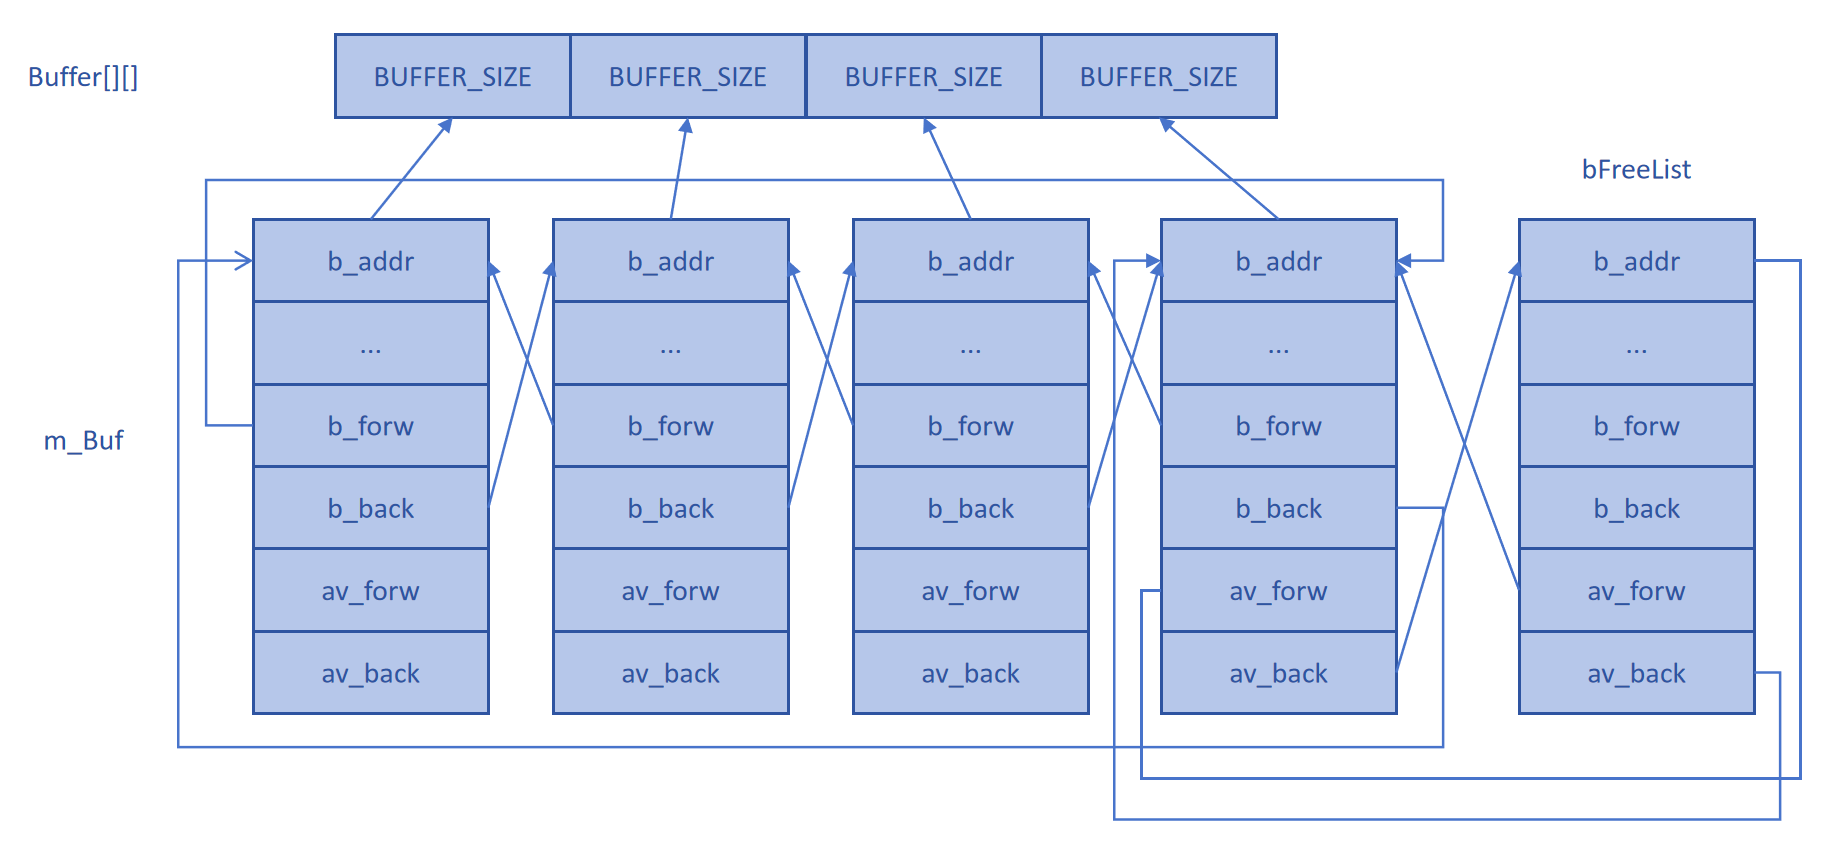 Buffer[][]
BUFFER_SIZE BUFFER_SIZE BUFFER_SIZE BUFFER_SIZE
bFreeList
b_addr b_addr b_addr b_addr b_addr
... ... ... ... ...
m_Buf
b_forw b_forw b_forw b_forw b_forw
b_back b_back b_back b_back b_back
av_forw av_forw av_forw av_forw av_forw
av_back av_back av_back av_back av_back